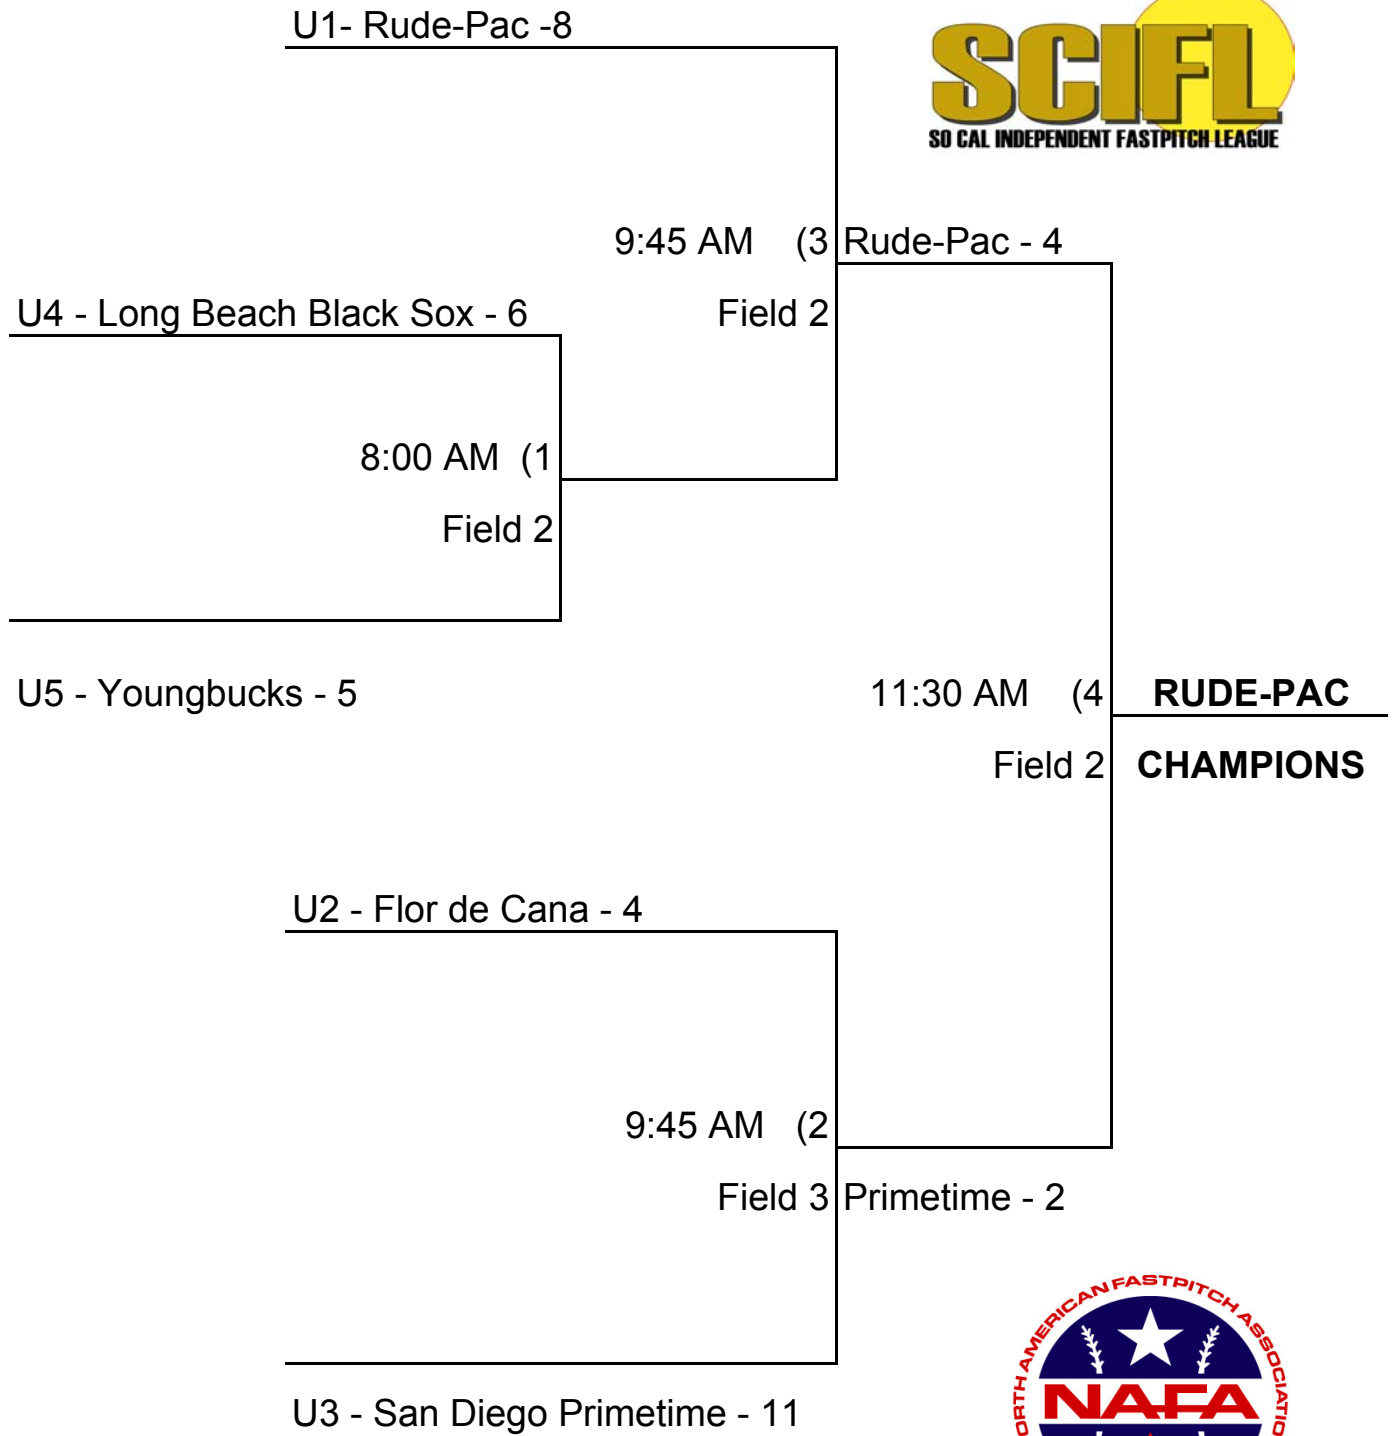 U1- Rude-Pac -8
SCIFL
SO CAL INDEPENDENT FASTPITCH LEAGUE
9:45 AM (3 Rude-Pac - 4
U4 - Long Beach Black Sox - 6 Field 2
8:00 AM (1
Field 2
U5 - Youngbucks - 5 11:30 AM (4 RUDE-PAC
Field 2 CHAMPIONS
U2 - Flor de Cana - 4
9:45 AM (2
Field 3 Primetime - 2
ORTH AMERICAN FASTPITCH ASSOCIATIO
NAFA
U3 - San Diego Primetime - 11